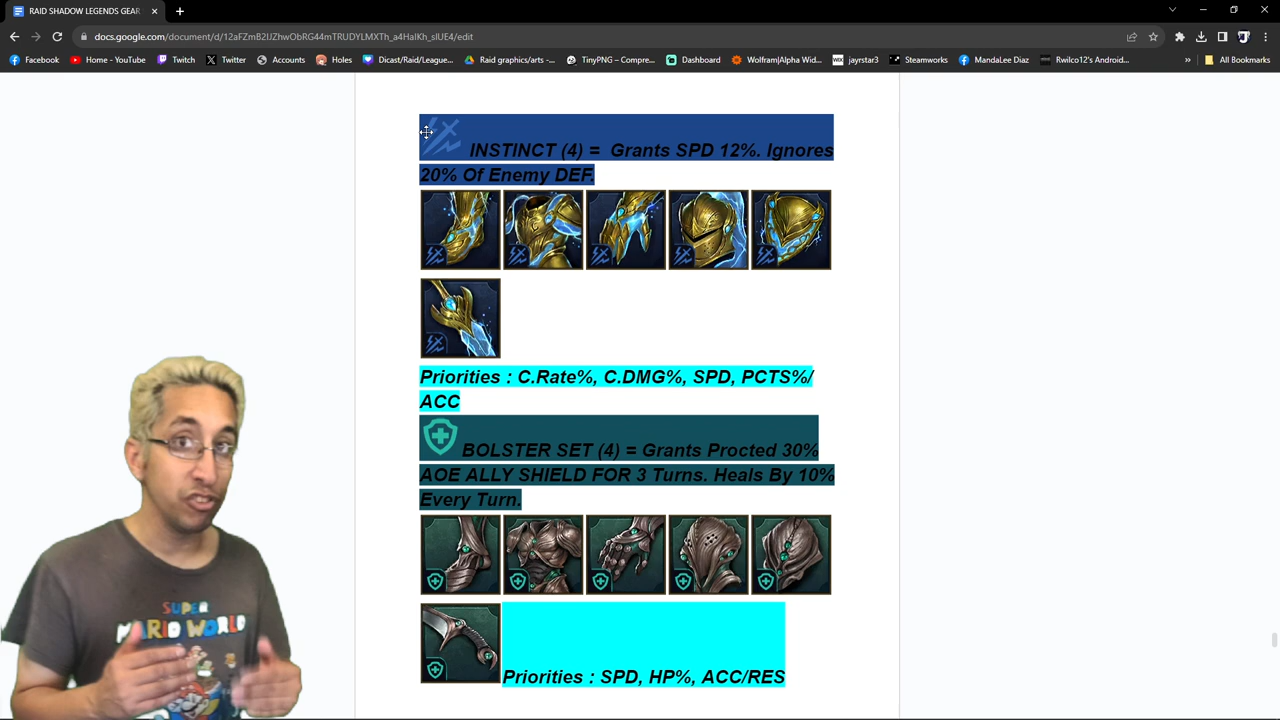 RAID SHADOW LEGENDS GEAR
docs.google.com/document/d/12aFZmB2IJZhwObRG44mTRUDYLMXTh_a4HaIKh_sIUE4/edit
Facebook Home - YouTube Twitch Twitter Accounts Holes Dicast/Raid/League... Raid graphics/arts -... TinyPNG – Compre... Dashboard Wolfram|Alpha Wid... WIX jayrstar3 Steamworks MandaLee Diaz Rwilco12's Android... » All Bookmarks
INSTINCT (4) = Grants SPD 12%. Ignores
20% Of Enemy DEF.
Priorities : C.Rate%, C.DMG%, SPD, PCTS%/
ACC
BOLSTER SET (4) = Grants Procted 30%
AOE ALLY SHIELD FOR 3 Turns. Heals By 10%
Every Turn.
Priorities : SPD, HP%, ACC/RES
SUPER
MARIO WORLD